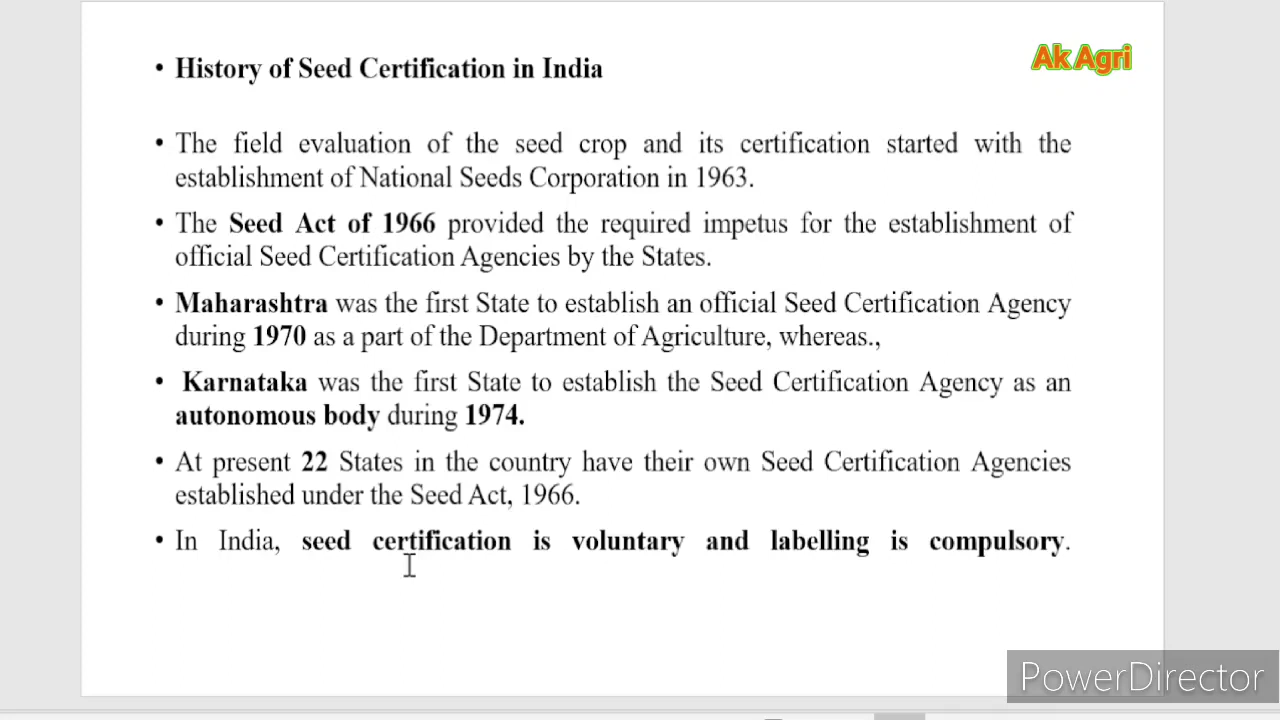 • History of Seed Certification in India
Ak Agri
• The field evaluation of the seed crop and its certification started with the
establishment of National Seeds Corporation in 1963.
• The Seed Act of 1966 provided the required impetus for the establishment of
official Seed Certification Agencies by the States.
• Maharashtra was the first State to establish an official Seed Certification Agency
during 1970 as a part of the Department of Agriculture, whereas.,
• Karnataka was the first State to establish the Seed Certification Agency as an
autonomous body during 1974.
• At present 22 States in the country have their own Seed Certification Agencies
established under the Seed Act, 1966.
• In India, seed certification is voluntary and labelling is compulsory.
PowerDirector